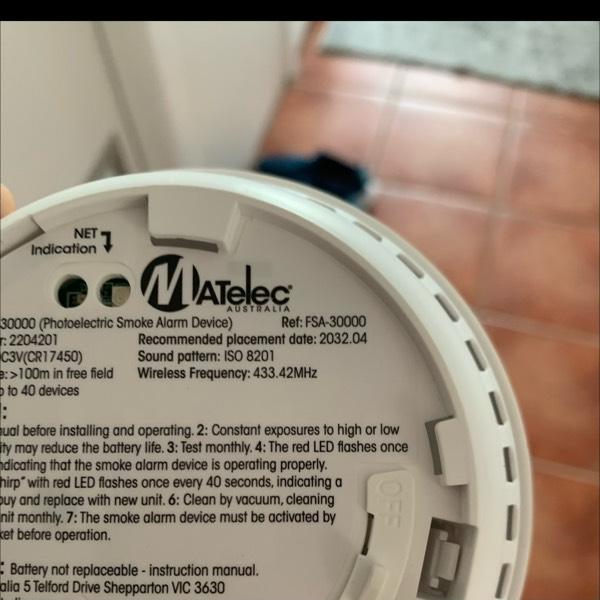 NET
Indication
MATelec
AUSTRALIA
30000 (Photoelectric Smoke Alarm Device) Ref: FSA-30000
r: 2204201 Recommended placement date: 2032.04
C3V(CR17450) Sound pattern: ISO 8201
e: >100m in free field Wireless Frequency: 433.42MHz
o to 40 devices
:
ual before installing and operating. 2: Constant exposures to high or low
ity may reduce the battery life. 3: Test monthly. 4: The red LED flashes once
ndicating that the smoke alarm device is operating properly.
hirp" with red LED flashes once every 40 seconds, indicating a
buy and replace with new unit. 6: Clean by vacuum, cleaning
nit monthly. 7: The smoke alarm device must be activated by
ket before operation.
OFF
: Battery not replaceable - instruction manual.
alia 5 Telford Drive Shepparton VIC 3630